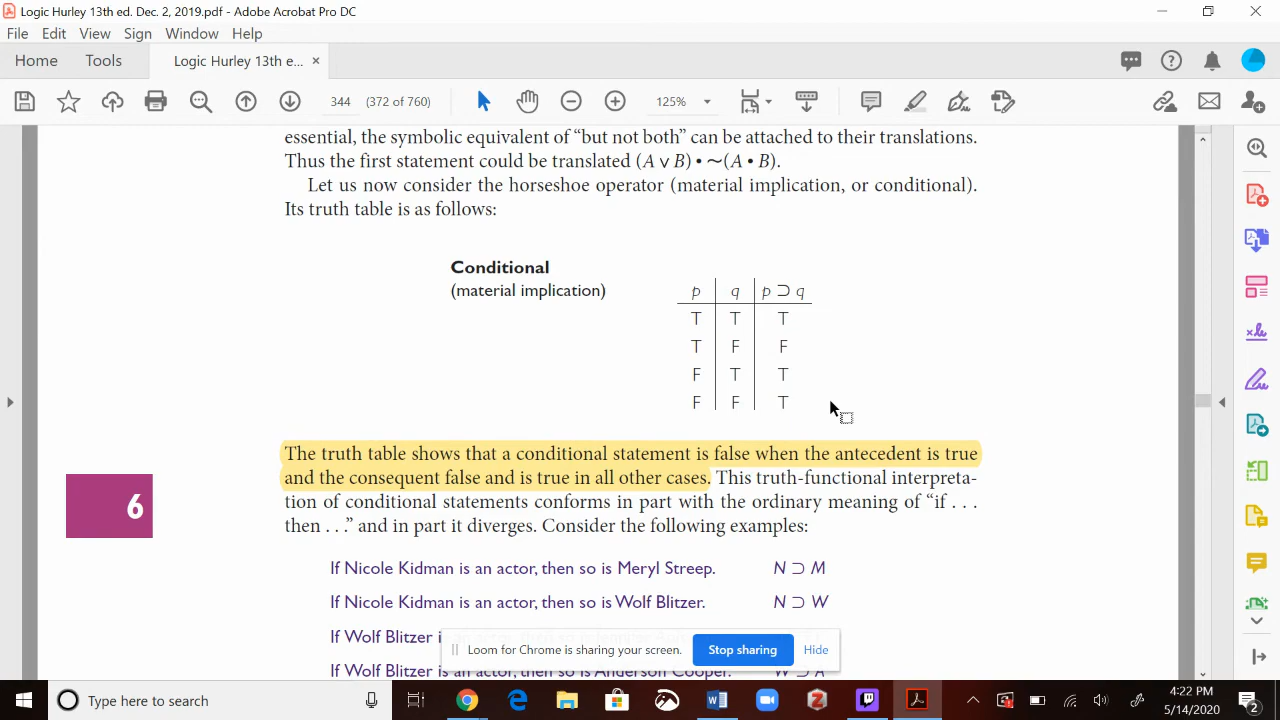 Logic Hurley 13th ed. Dec. 2, 2019.pdf - Adobe Acrobat Pro DC
File Edit View Sign Window Help
Home Tools Logic Hurley 13th e... ×
344 (372 of 760) 125%
essential, the symbolic equivalent of “but not both” can be attached to their translations.
Thus the first statement could be translated (A v B) • ~(A • B).
Let us now consider the horseshoe operator (material implication, or conditional).
Its truth table is as follows:
Conditional
(material implication)
p q p ⊃ q
T T T
T F F
F T T
F F T
The truth table shows that a conditional statement is false when the antecedent is true
and the consequent false and is true in all other cases. This truth-functional interpreta-
tion of conditional statements conforms in part with the ordinary meaning of “if . . .
then . . .” and in part it diverges. Consider the following examples:
6
If Nicole Kidman is an actor, then so is Meryl Streep. N ⊃ M
If Nicole Kidman is an actor, then so is Wolf Blitzer. N ⊃ W
If Wolf Blitzer
Loom for Chrome is sharing your screen. Stop sharing Hide
If Wolf Blitzer is an actor, then so is Anderson Cooper. W ⊃ A
Type here to search
4:22 PM
5/14/2020
2